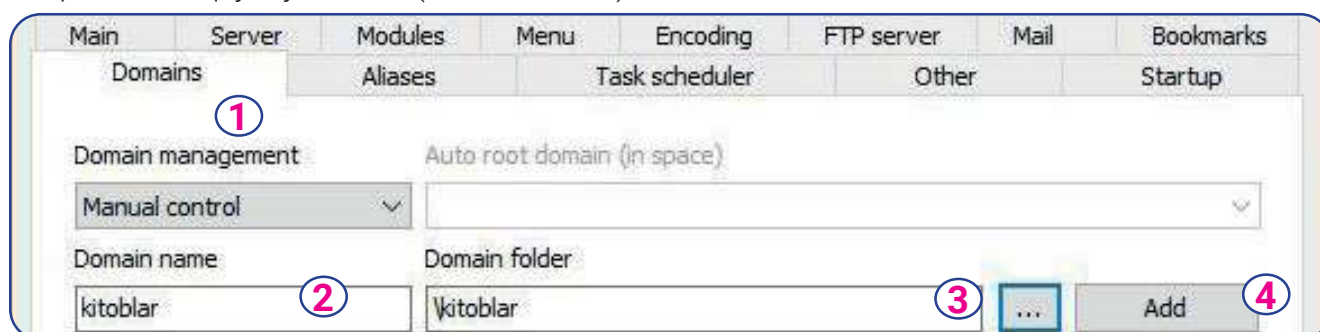 Main Server Modules Menu Encoding FTP server Mail Bookmarks
Domains Aliases Task scheduler Other Startup
1
Domain management Auto root domain (in space)
Manual control
Domain name Domain folder
kitoblar 2 \kitoblar 3 ... Add 4